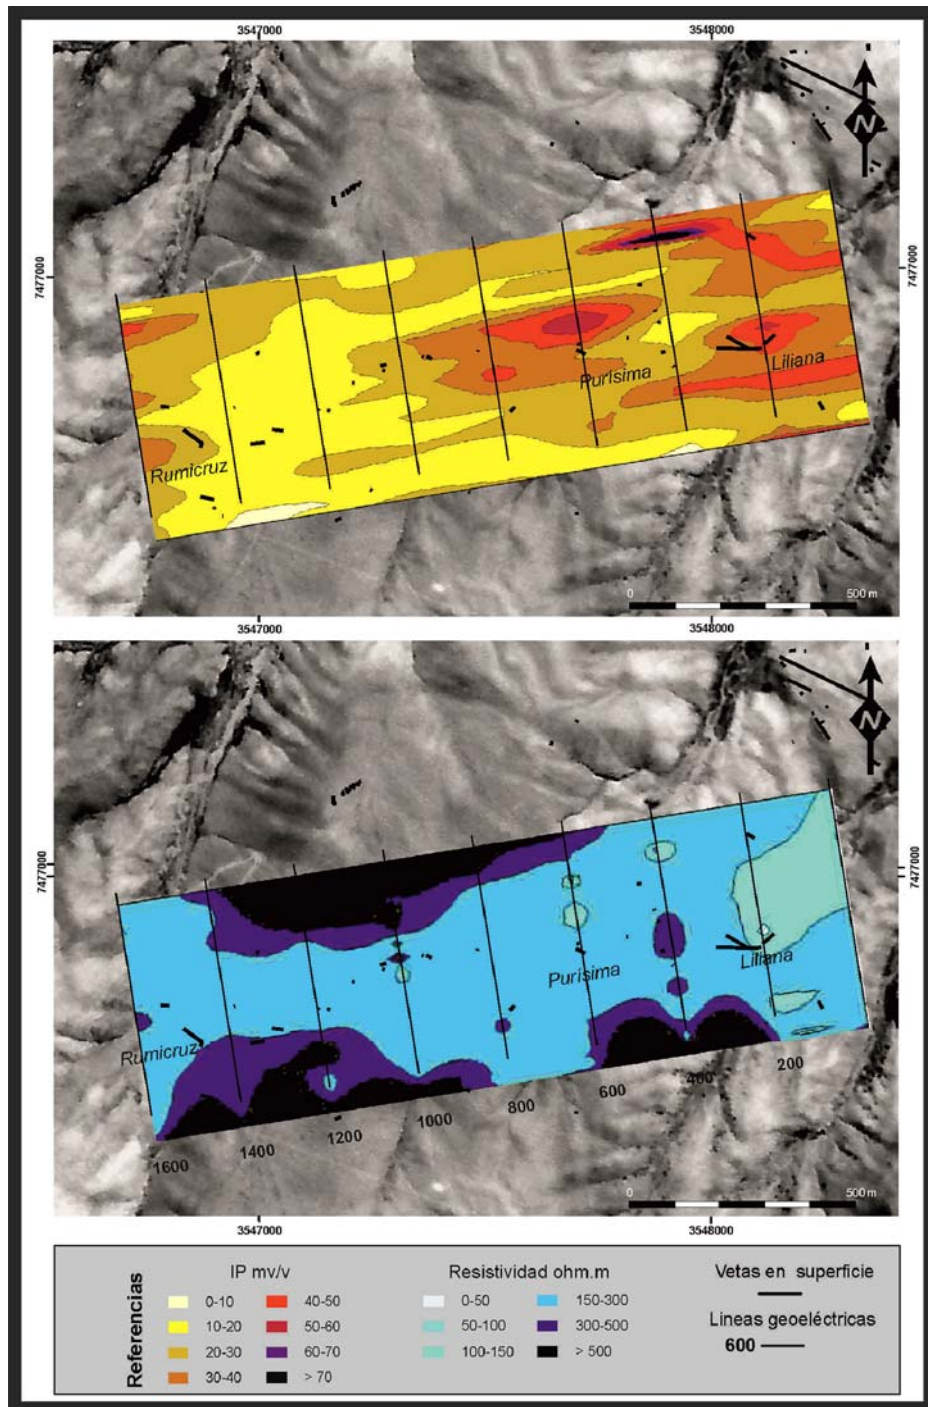 3547000
3548000
N
7477000
7477000
Purísima
Liliana
Rumicruz
0
500 m
3547000
3548000
N
7477000
7477000
Purísima
Liliana
Rumicruz
200
400
600
800
1000
1200
1400
1600
0
500 m
3547000
3548000
Referencias
IP mv/v
0-10
40-50
10-20
50-60
20-30
60-70
30-40
> 70
Resistividad ohm.m
0-50
150-300
50-100
300-500
100-150
> 500
Vetas en superficie
Lineas geoeléctricas
600